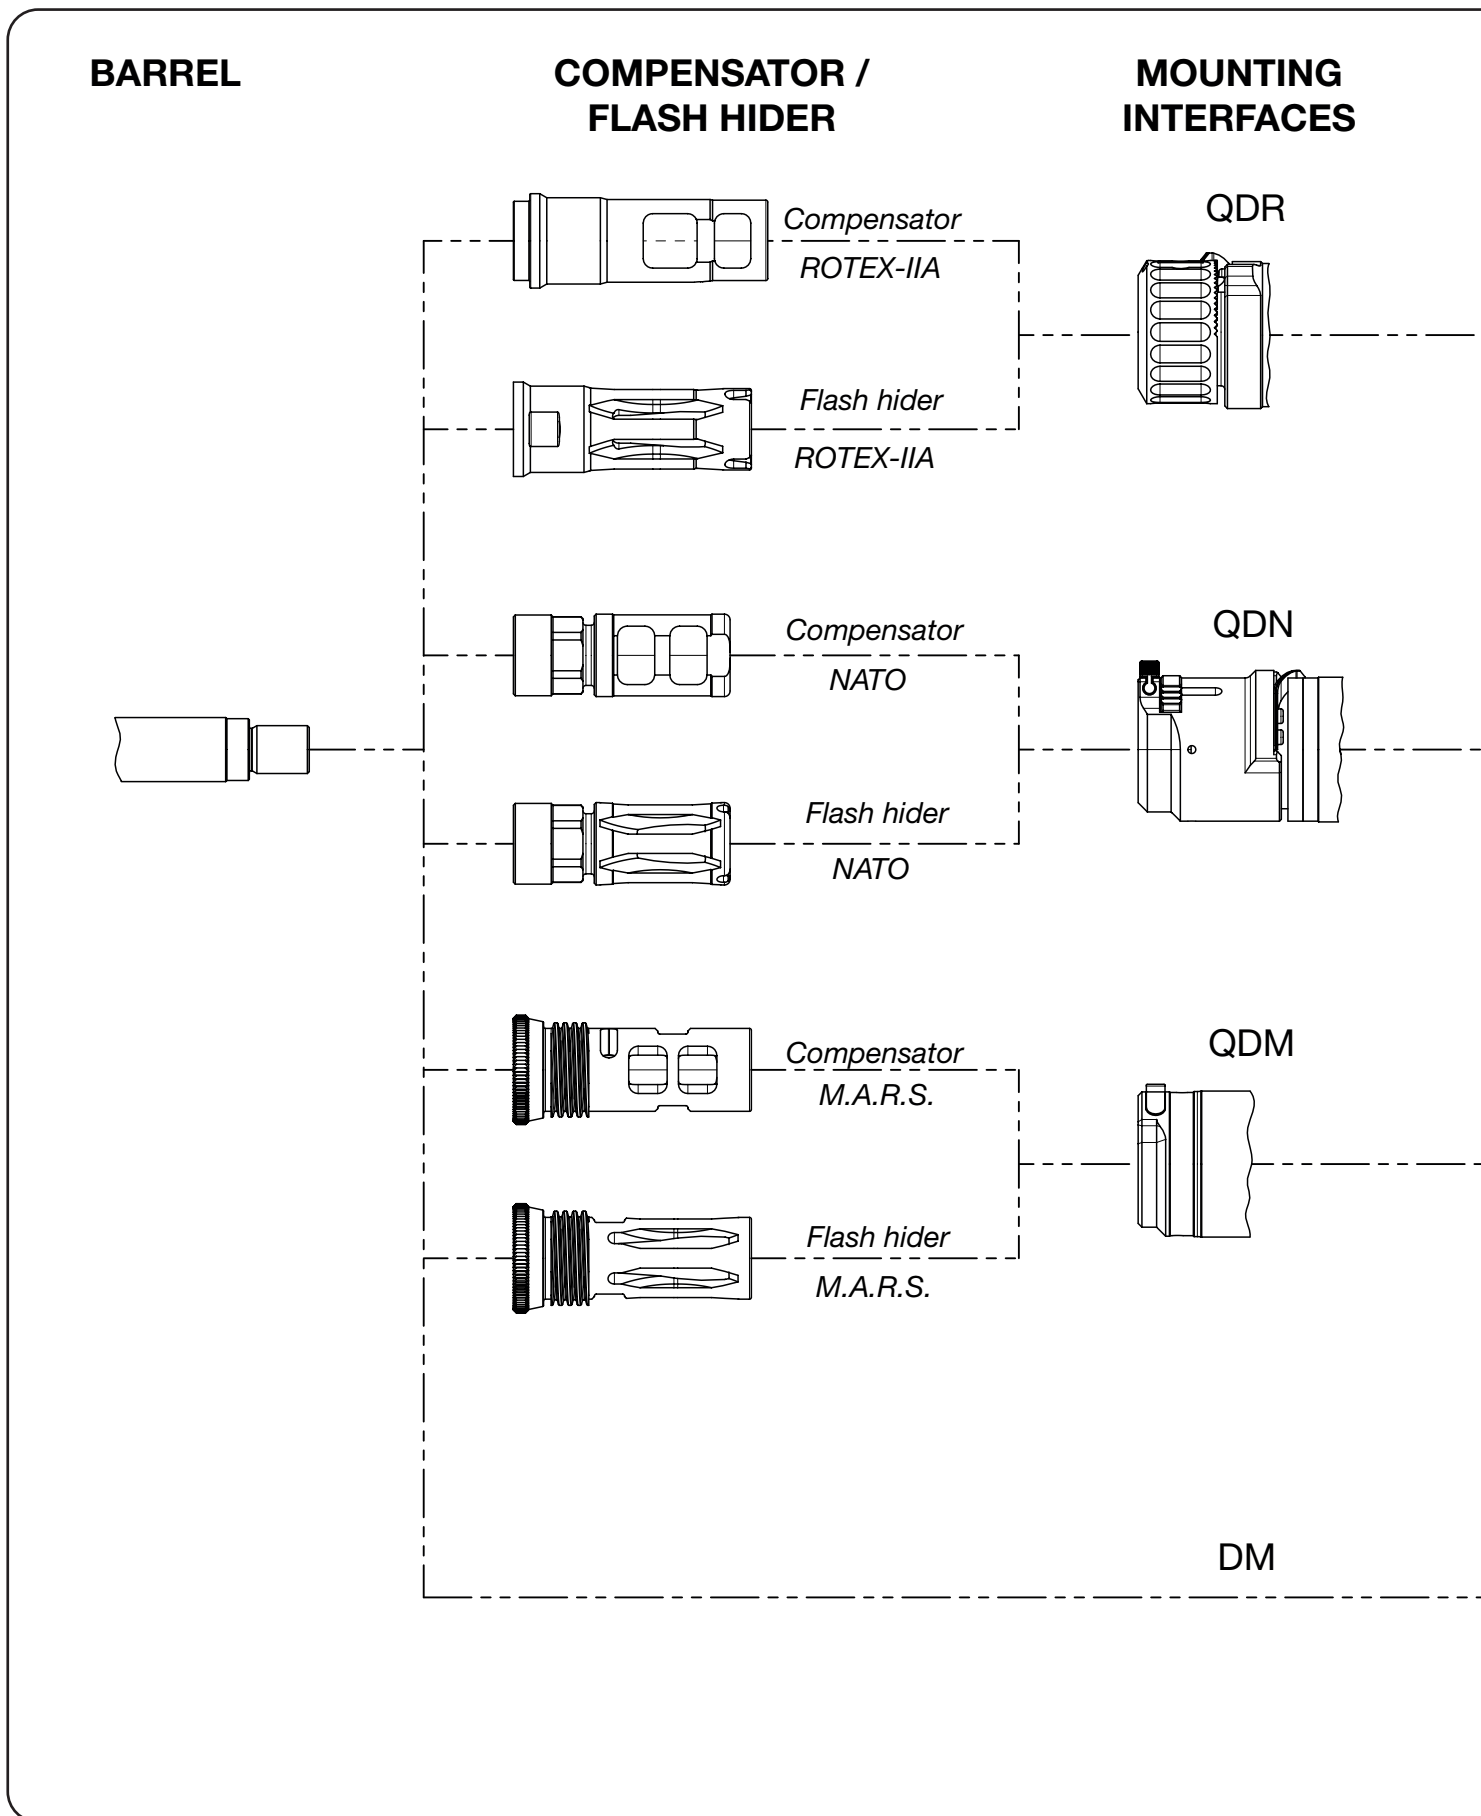 BARREL
COMPENSATOR /
FLASH HIDER
MOUNTING
INTERFACES
Compensator
ROTEX-IIA
QDR
Flash hider
ROTEX-IIA
Compensator
NATO
QDN
Flash hider
NATO
Compensator
M.A.R.S.
QDM
Flash hider
M.A.R.S.
DM